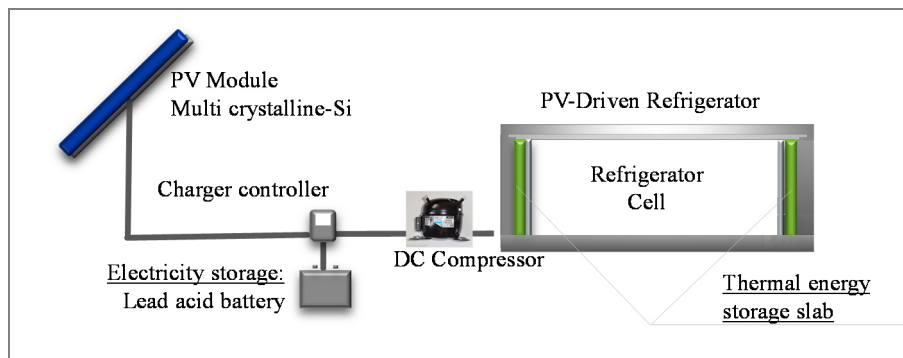 PV Module
Multi crystalline-Si
PV-Driven Refrigerator
Charger controller
Refrigerator
Cell
DC Compressor
Electricity storage:
Lead acid battery
Thermal energy
storage slab